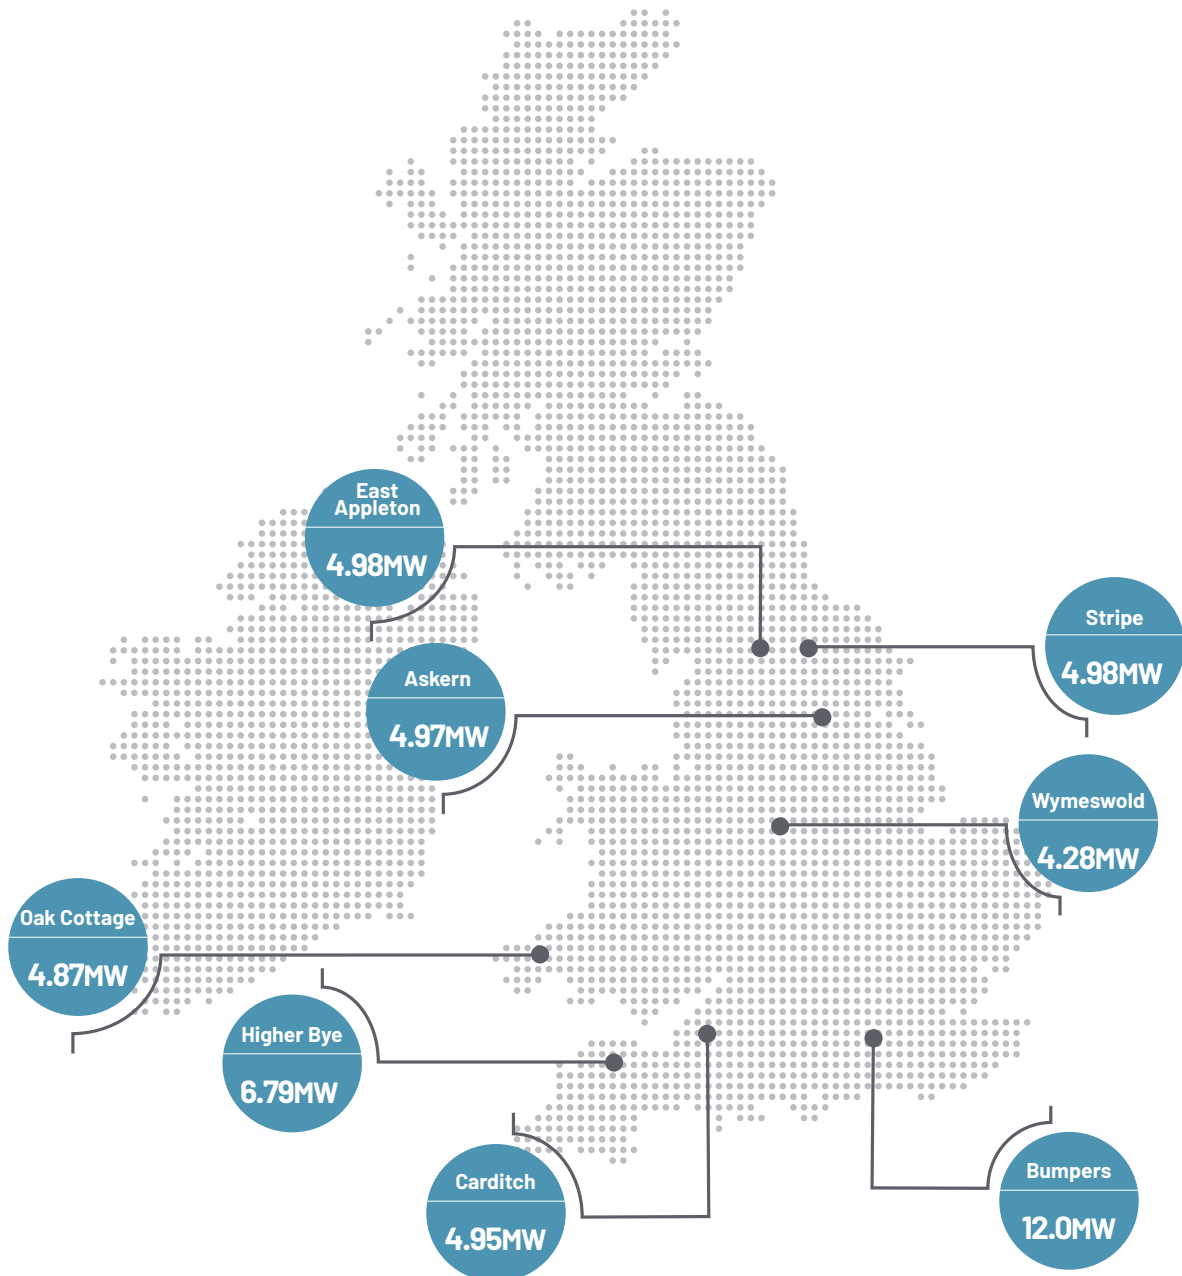 East
Appleton
4.98MW
Stripe
4.98MW
Askern
4.97MW
Wymeswold
4.28MW
Oak Cottage
4.87MW
Higher Bye
6.79MW
Carditch
4.95MW
Bumpers
12.0MW